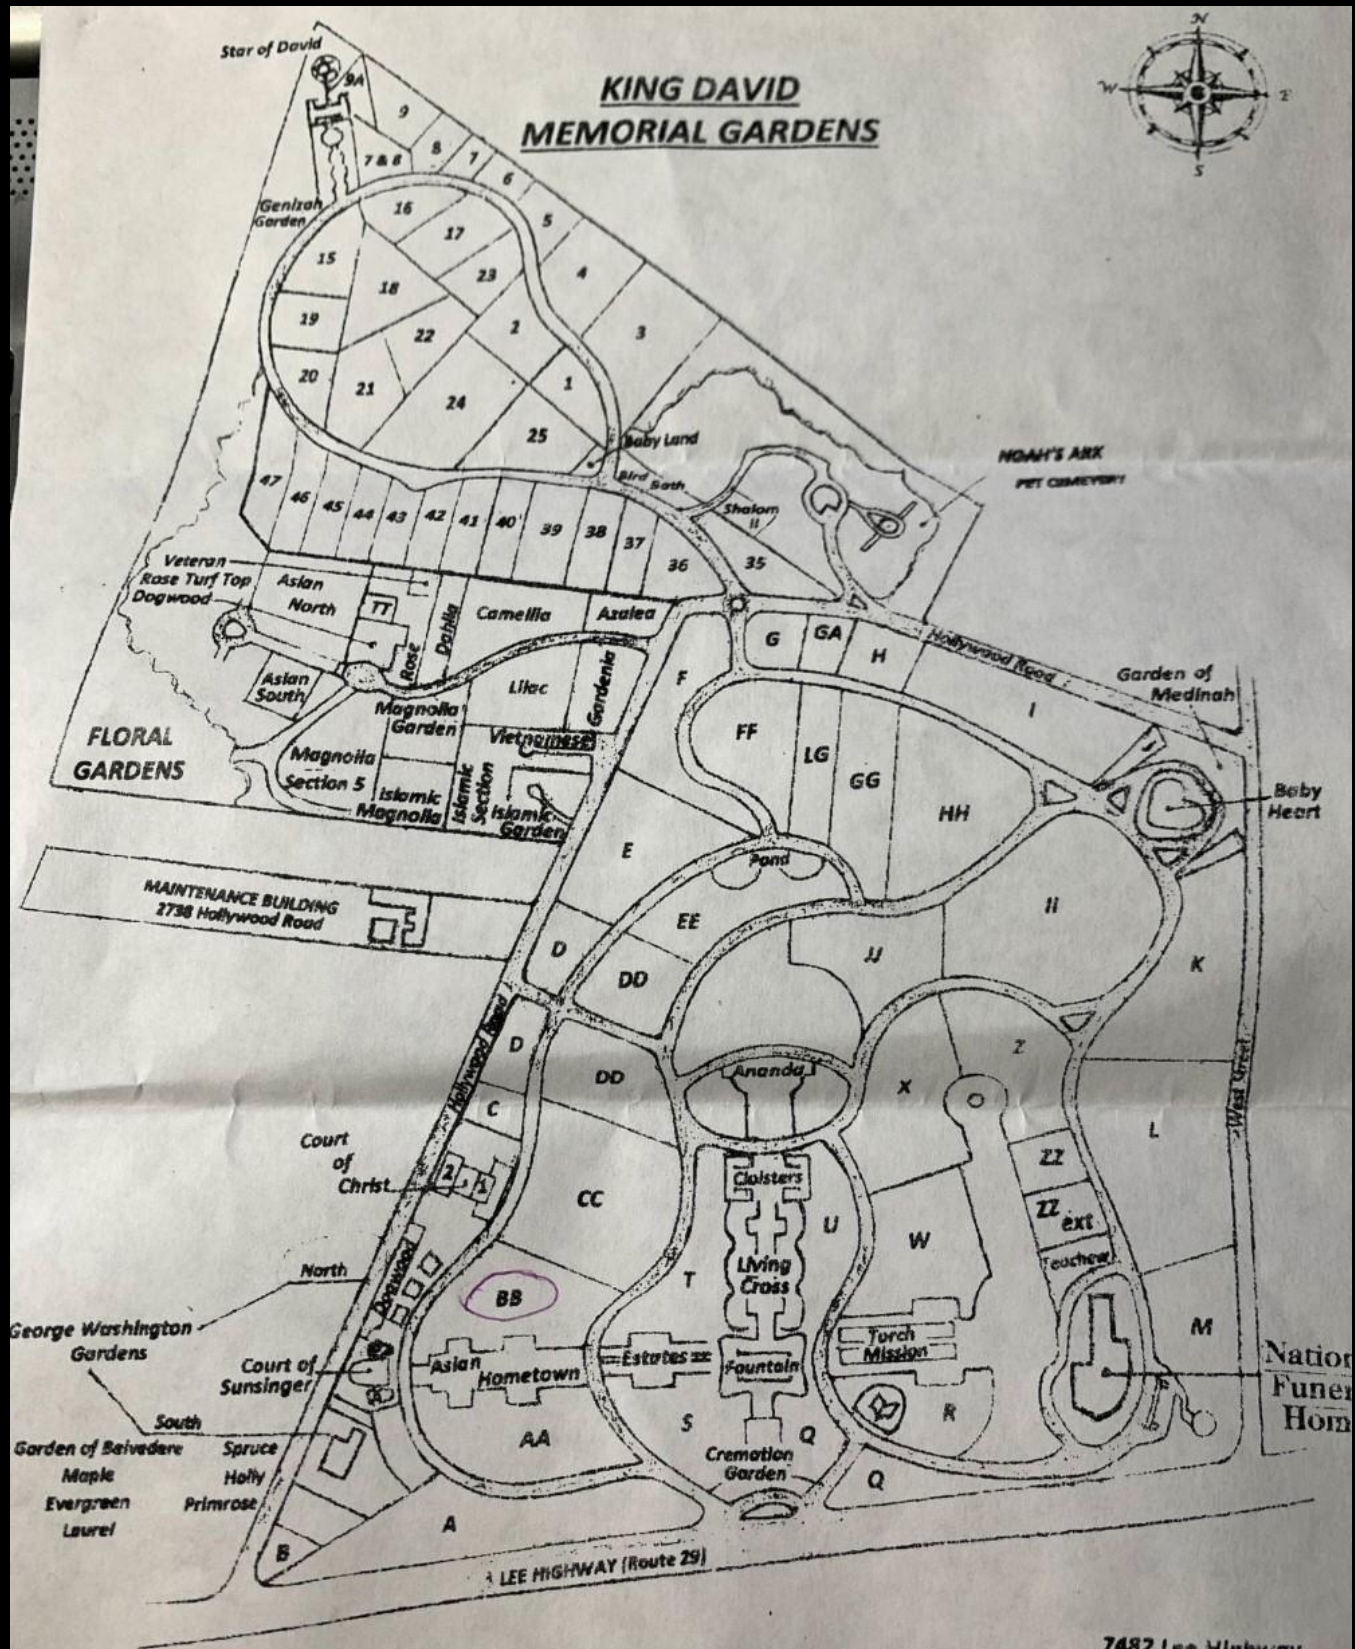 N
W
E
S
KING DAVID
MEMORIAL GARDENS
Star of David
9A
9
8
7
7 & 8
6
5
4
3
Genizah
Garden
16
17
15
18
23
2
19
22
1
20
21
24
25
Baby Land
Bird Bath
NOAH'S ARK
PET CEMETERY
Shalom
II
47
46
45
44
43
42
41
40
39
38
37
36
35
Veteran
Rose Turf Top
Dogwood
Asian
North
TT
Rose
Dahlia
Camellia
Azalea
G
GA
H
Hollywood Road
Garden of
Medinah
Asian
South
Lilac
Gardenia
F
I
J
FLORAL
GARDENS
Magnolia
Garden
Vietnamese
FF
LG
GG
HH
Baby
Heart
Magnolia
Section 5
Islamic
Magnolia
Islamic
Section
Islamic
Garden
E
Pond
MAINTENANCE BUILDING
2738 Hollywood Road
EE
II
D
DD
JJ
K
Hollywood Road
D
DD
Ananda
X
Z
West Street
C
L
Court
of
Christ
2
1
CC
Cloisters
U
ZZ
ZZ
ext
W
Teachew
North
Dogwood
BB
T
Living
Cross
M
George Washington
Gardens
Court of
Sunsinger
Asian
Hometown
Estates
Fountain
Torch
Mission
Nation
Funer
Hom
South
Garden of Belvedere
Spruce
Maple
Holly
Evergreen
Primrose
Laurel
AA
S
Q
R
Cremation
Garden
Q
A
B
LEE HIGHWAY (Route 29)
7482 Lee Highway